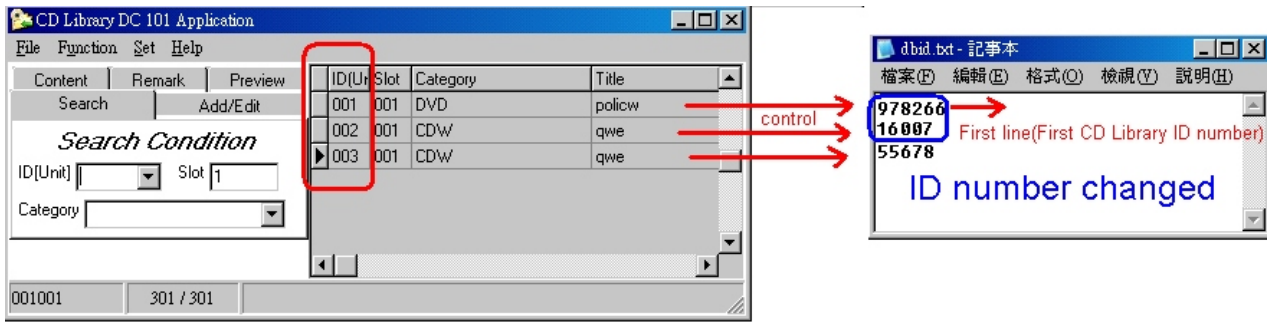 CD Library DC 101 Application
File Function Set Help
Content Remark Preview
Search Add/Edit
Search Condition
ID[Unit] Slot 1
Category
ID(Ur Slot Category Title
001 001 DVD policw
002 001 CDW qwe
003 001 CDW qwe
001001 301 / 301
control
dbid.txt - 記事本
檔案(F) 編輯(E) 格式(O) 檢視(V) 說明(H)
978266
16007 First line(First CD Library ID number)
55678
ID number changed